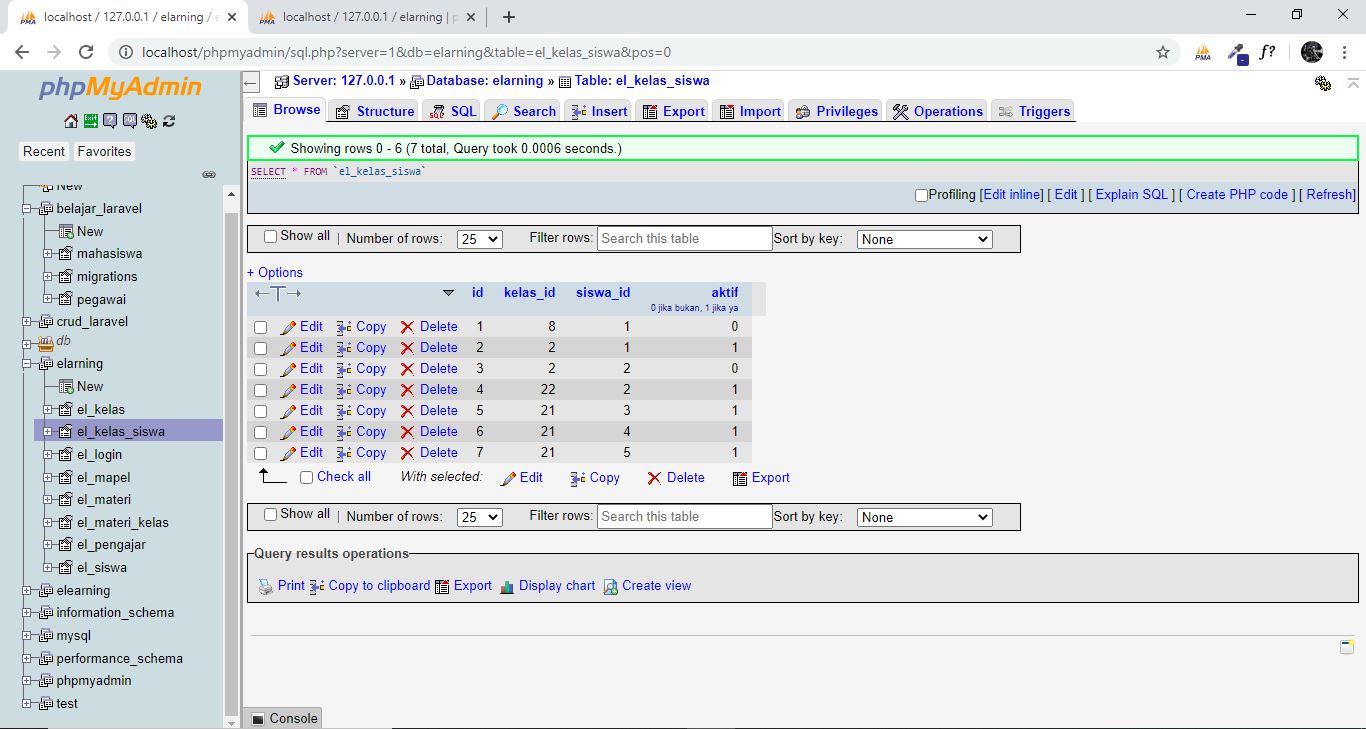 localhost / 127.0.0.1 / elarning / e
localhost / 127.0.0.1 / elarning | p
localhost/phpmyadmin/sql.php?server=1&db=elarning&table=el_kelas_siswa&pos=0
PMA
f?
phpMyAdmin
Recent
Favorites
New
belajar_laravel
New
mahasiswa
migrations
pegawai
crud_laravel
db
elarning
New
el_kelas
el_kelas_siswa
el_login
el_mapel
el_materi
el_materi_kelas
el_pengajar
el_siswa
elearning
information_schema
mysql
performance_schema
phpmyadmin
test
Server: 127.0.0.1 » Database: elarning » Table: el_kelas_siswa
Browse Structure SQL Search Insert Export Import Privileges Operations Triggers
Showing rows 0 - 6 (7 total, Query took 0.0006 seconds.)
SELECT * FROM `el_kelas_siswa`
Profiling [Edit inline] [ Edit ] [ Explain SQL ] [ Create PHP code ] [ Refresh]
Show all | Number of rows: 25 Filter rows: Search this table Sort by key: None
+ Options
id kelas_id siswa_id aktif
0 jika bukan, 1 jika ya
Edit Copy Delete 1 8 1 0
Edit Copy Delete 2 2 1 1
Edit Copy Delete 3 2 2 0
Edit Copy Delete 4 22 2 1
Edit Copy Delete 5 21 3 1
Edit Copy Delete 6 21 4 1
Edit Copy Delete 7 21 5 1
Check all With selected: Edit Copy Delete Export
Show all | Number of rows: 25 Filter rows: Search this table Sort by key: None
Query results operations
Print Copy to clipboard Export Display chart Create view
Console